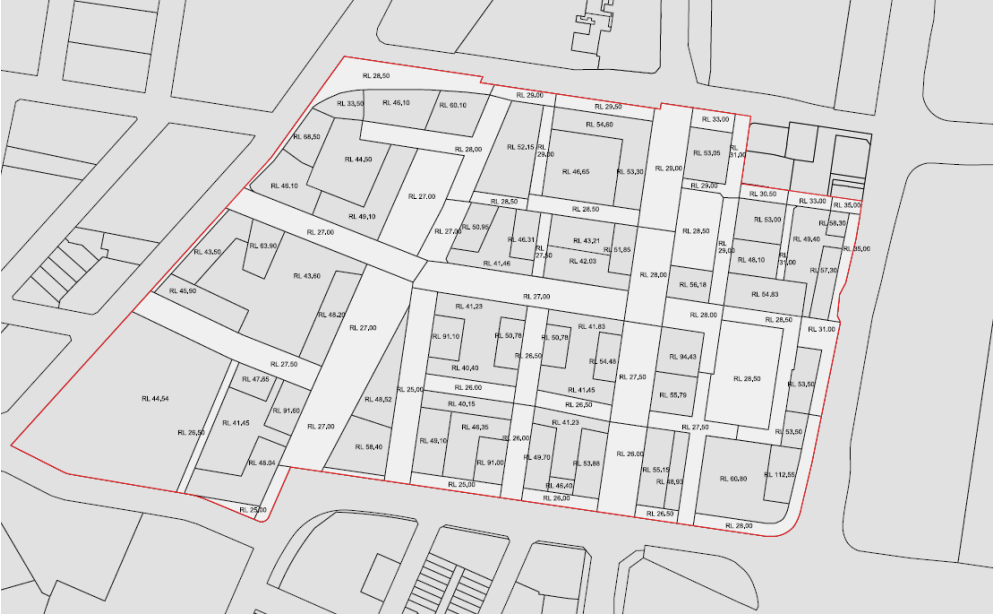 RL 28,50
RL 29,00
RL 33,50
RL 46,10
RL 60,10
RL 29,50
RL 33,00
RL 54,60
RL 68,50
RL 28,00
RL 52,15
RL
29,00
RL 53,05
RL
31,00
RL 44,50
RL 46,65
RL 53,30
RL 29,00
RL 46,10
RL 29,00
RL 27,00
RL 28,50
RL 30,50
RL 33,00
RL 35,00
RL 49,10
RL 28,50
RL 53,00
RL 58,30
RL 27,00
RL 27,00
RL 50,95
RL 46,31
RL 43,21
RL 28,50
RL 49,40
RL 43,50
RL 63,90
RL
27,50
RL 51,85
RL
29,00
RL 35,00
RL 41,46
RL 42,03
RL 48,10
RL
31,00
RL 57,30
RL 43,60
RL 28,00
RL 56,18
RL 54,83
RL 45,90
RL 27,00
RL 41,23
RL 48,20
RL 28,00
RL 28,50
RL 27,00
RL 41,83
RL 31,00
RL 91,10
RL 50,78
RL 50,78
RL 26,50
RL 94,43
RL 27,50
RL 40,40
RL 54,48
RL 27,50
RL 47,85
RL 28,50
RL 53,50
RL 25,00
RL 26,00
RL 41,45
RL 55,79
RL 44,54
RL 48,52
RL 40,15
RL 26,50
RL 91,60
RL 41,45
RL 27,00
RL 46,35
RL 41,23
RL 27,50
RL 53,50
RL 26,50
RL 49,10
RL 26,00
RL 58,40
RL 49,70
RL 26,00
RL 48,94
RL 91,00
RL 53,88
RL 55,15
RL 60,80
RL 112,55
RL 48,93
RL 25,00
RL 46,40
RL 26,00
RL 25,00
RL 26,50
RL 28,00